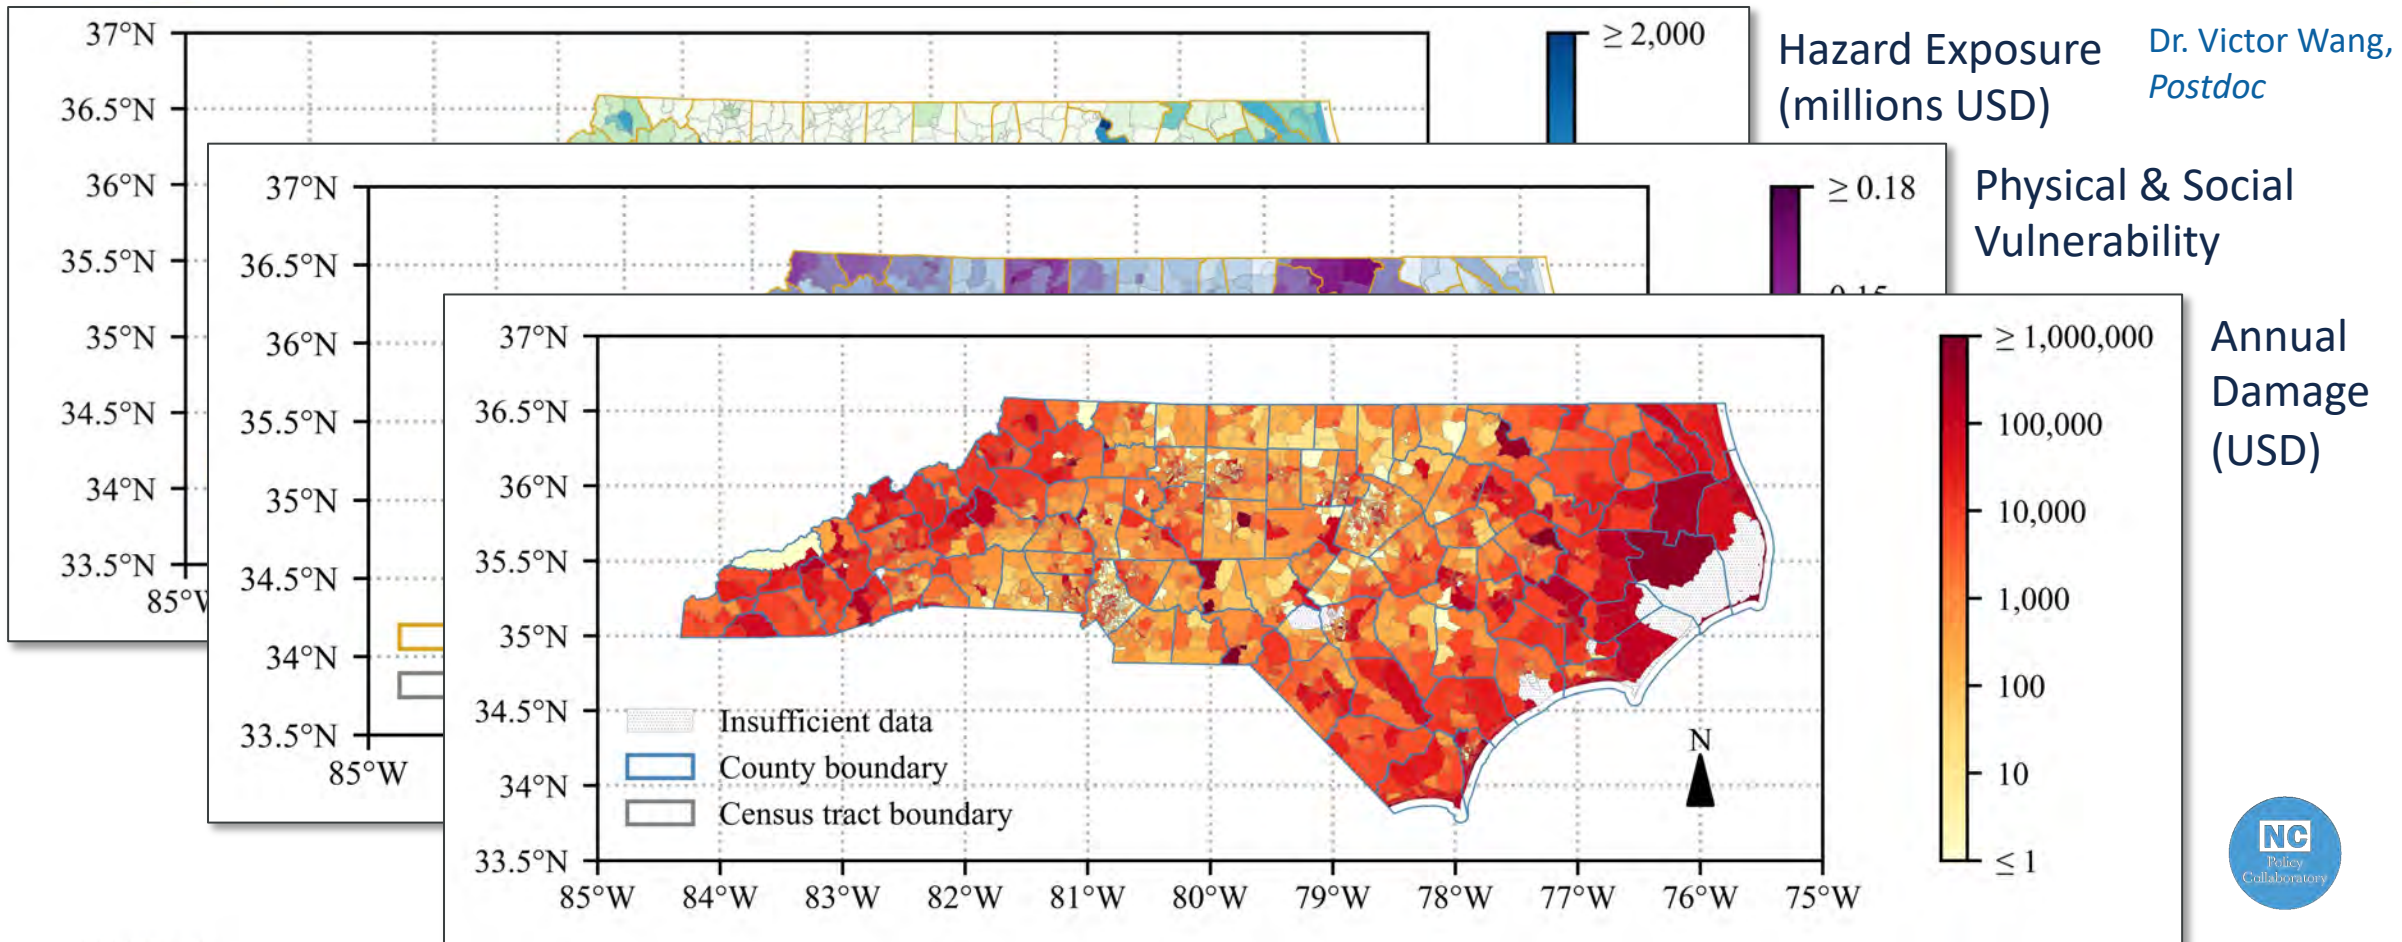 Hazard Exposure
(millions USD)
Dr. Victor Wang,
Postdoc
37°N
36.5°N
36°N
35.5°N
35°N
34.5°N
34°N
33.5°N
≥ 2,000
Physical & Social
Vulnerability
37°N
36.5°N
36°N
35.5°N
35°N
34.5°N
34°N
33.5°N
85°W
≥ 0.18
Annual
Damage
(USD)
37°N
36.5°N
36°N
35.5°N
35°N
34.5°N
34°N
33.5°N
85°W
84°W
83°W
82°W
81°W
80°W
79°W
78°W
77°W
76°W
75°W
Insufficient data
County boundary
Census tract boundary
N
≥ 1,000,000
100,000
10,000
1,000
100
10
≤ 1
NC
Policy
Collaboratory